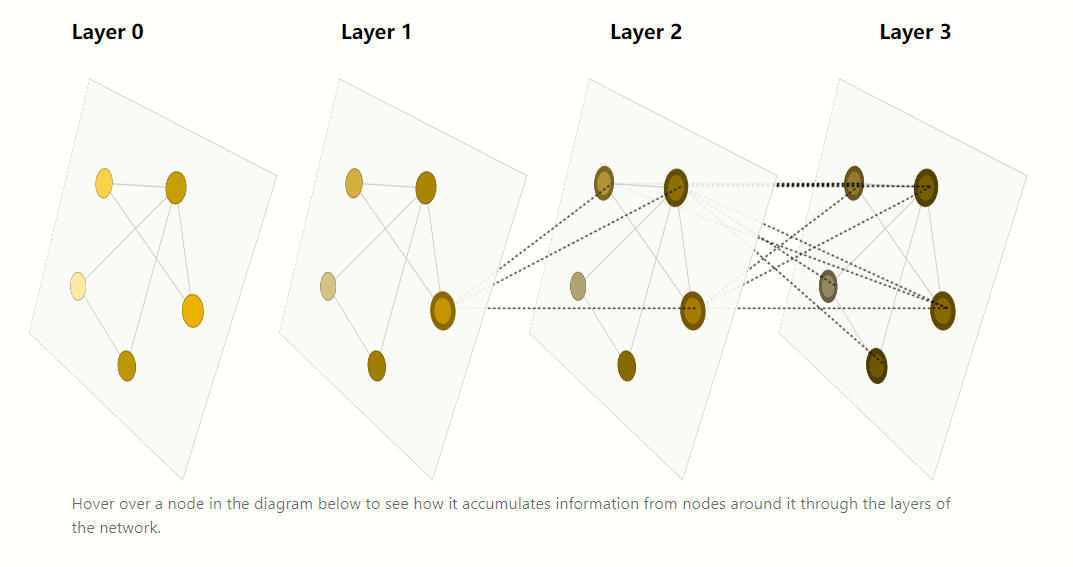 Layer 0
Layer 1
Layer 2
Layer 3
Hover over a node in the diagram below to see how it accumulates information from nodes around it through the layers of
the network.